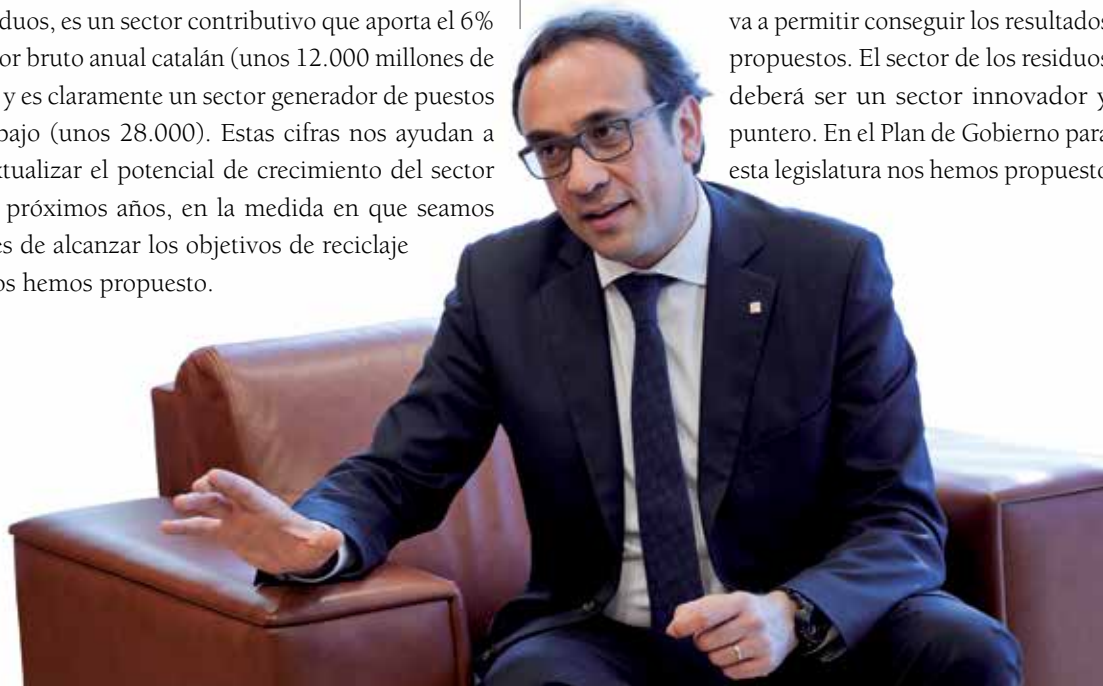 duos, es un sector contributivo que aporta el 6%
or bruto anual catalán (unos 12.000 millones de
y es claramente un sector generador de puestos
bajo (unos 28.000). Estas cifras nos ayudan a
xtualizar el potencial de crecimiento del sector
próximos años, en la medida en que seamos
es de alcanzar los objetivos de reciclaje
os hemos propuesto.
va a permitir conseguir los resultados
propuestos. El sector de los residuos
deberá ser un sector innovador y
puntero. En el Plan de Gobierno para
esta legislatura nos hemos propuesto